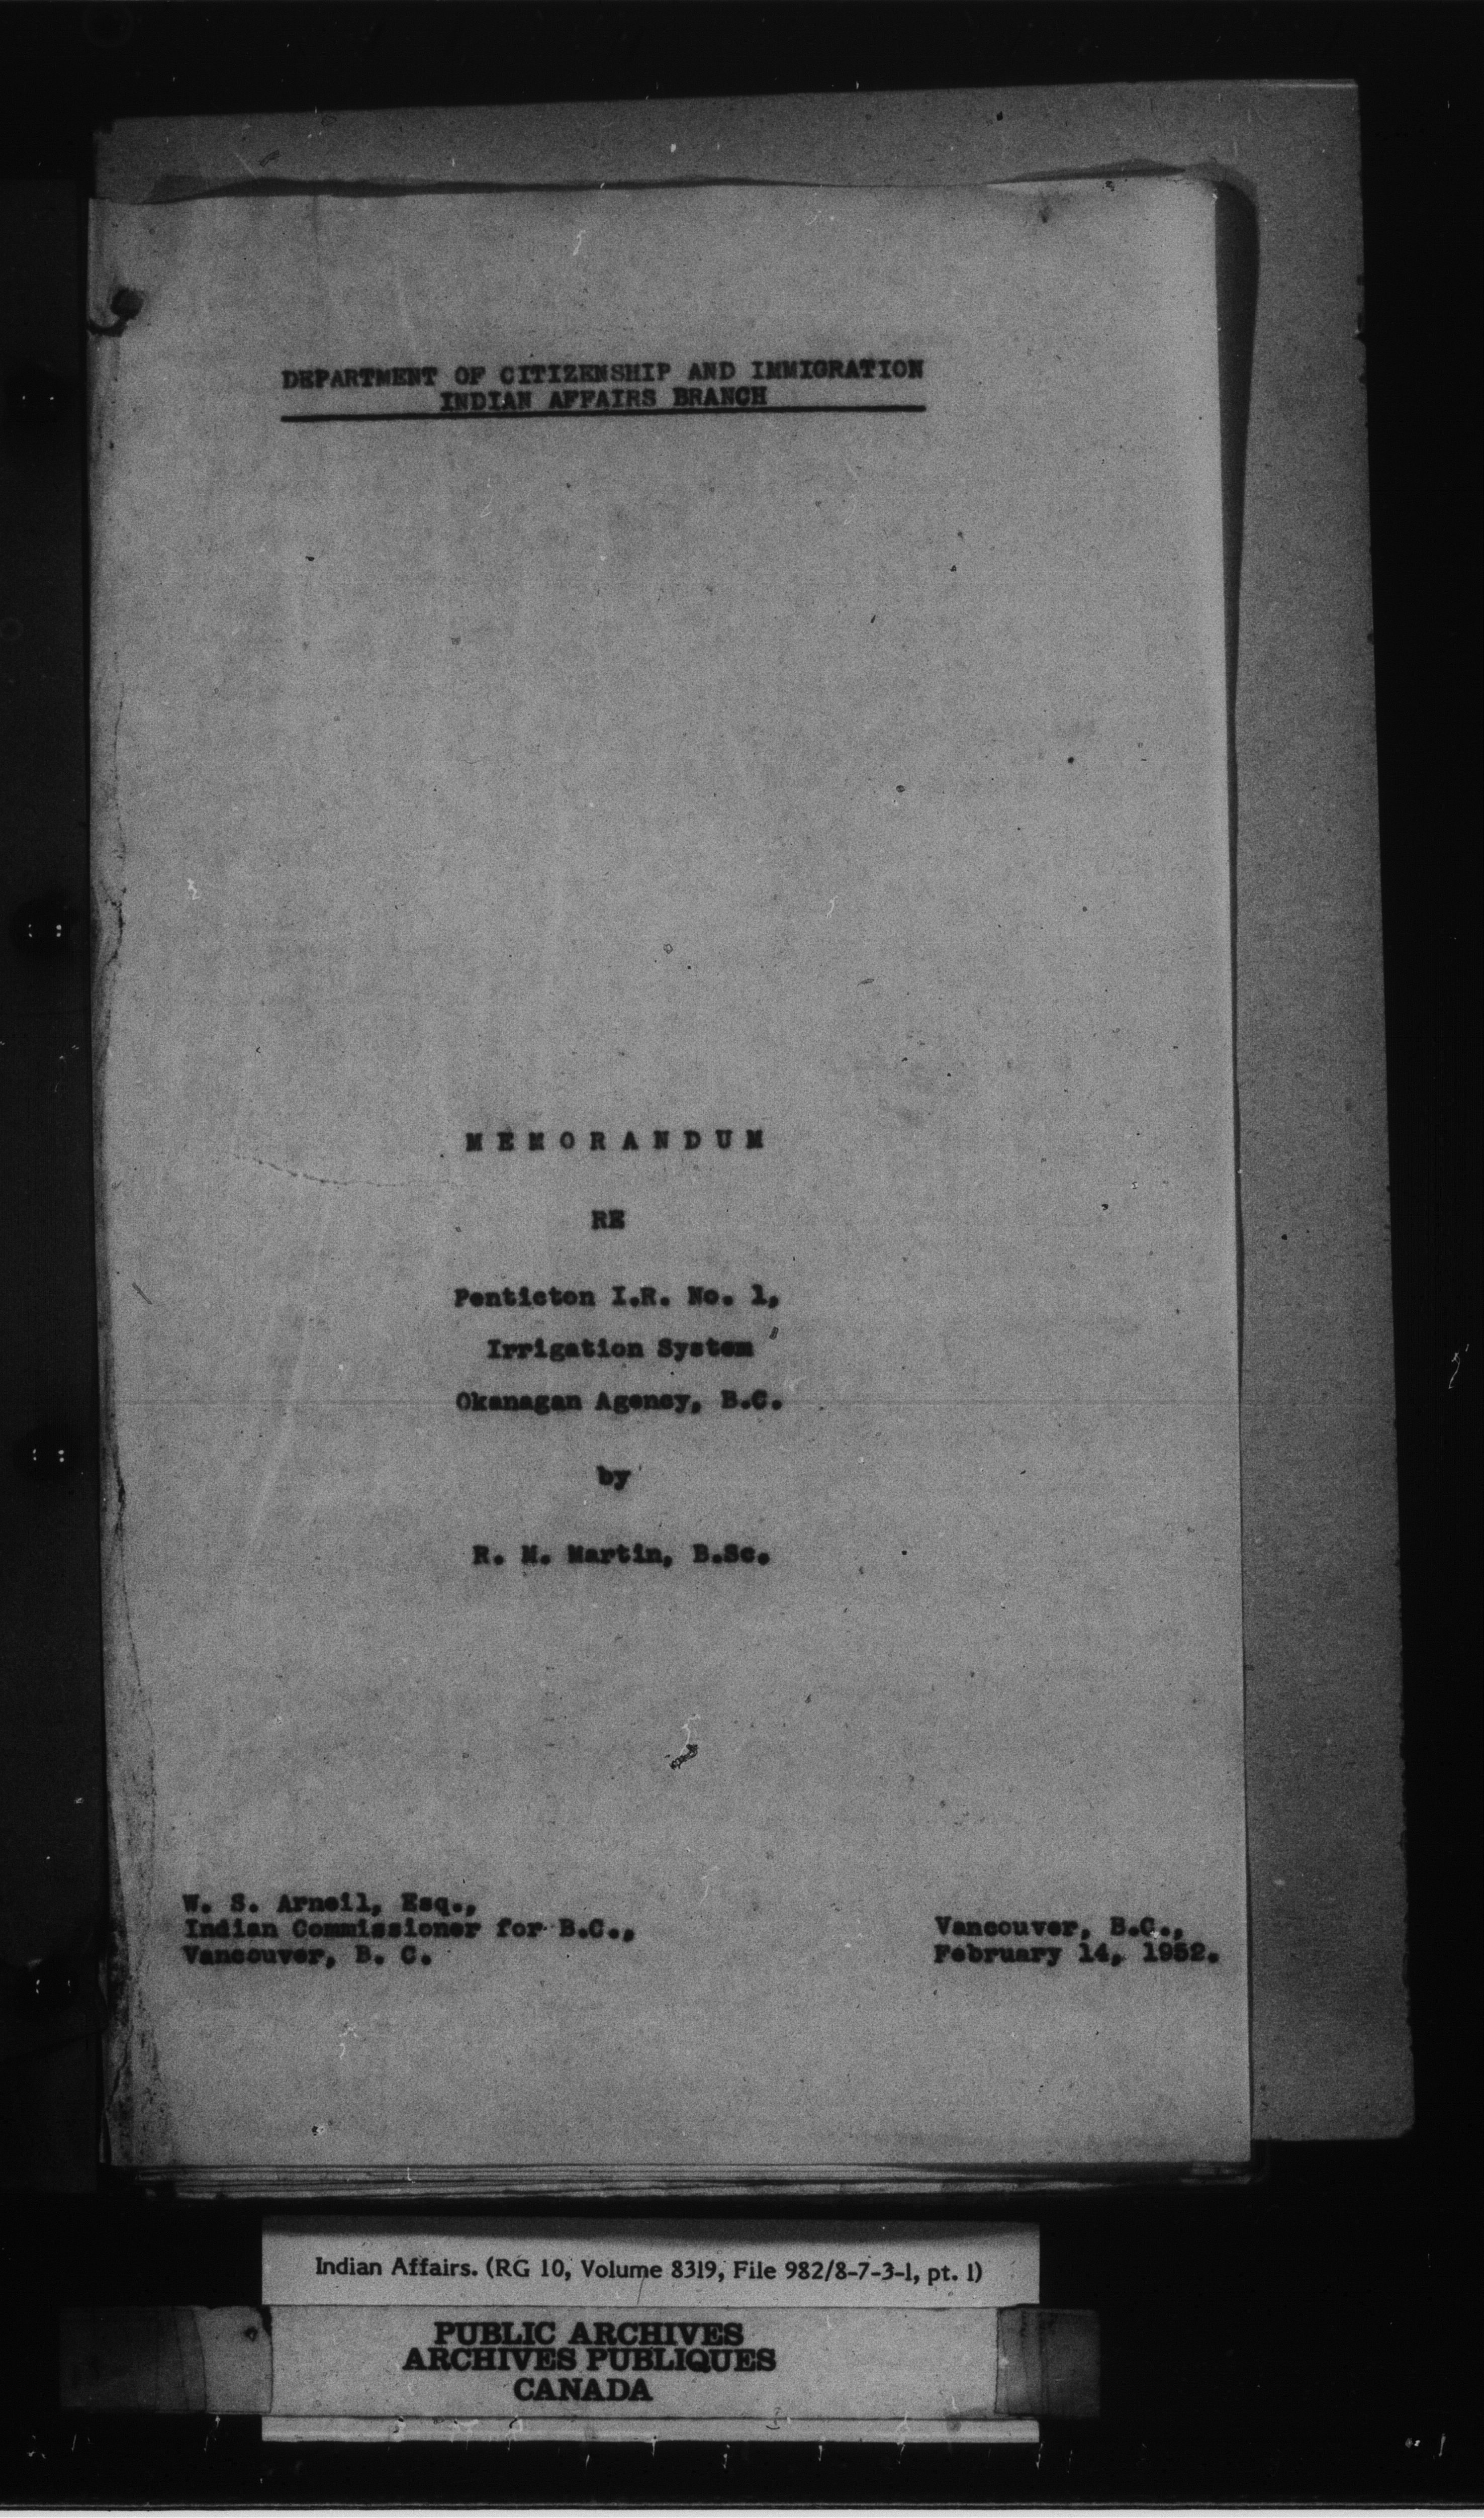 DEPARTMENT OF CITIZENSHIP AND IMMIGRATION
INDIAN AFFAIRS BRANCH
MEMORANDUM
RE
Penticton I.R. No. 1,
Irrigation System
Okanagan Agency, B.C.
by
R. M. Martin, B.Sc.
W. S. Arneil, Esq.,
Indian Commissioner for B.C.,
Vancouver, B. C.
Vancouver, B.C.,
February 14, 1952.
Indian Affairs. (RG 10, Volume 8319, File 982/8-7-3-1, pt. 1)
PUBLIC ARCHIVES
ARCHIVES PUBLIQUES
CANADA